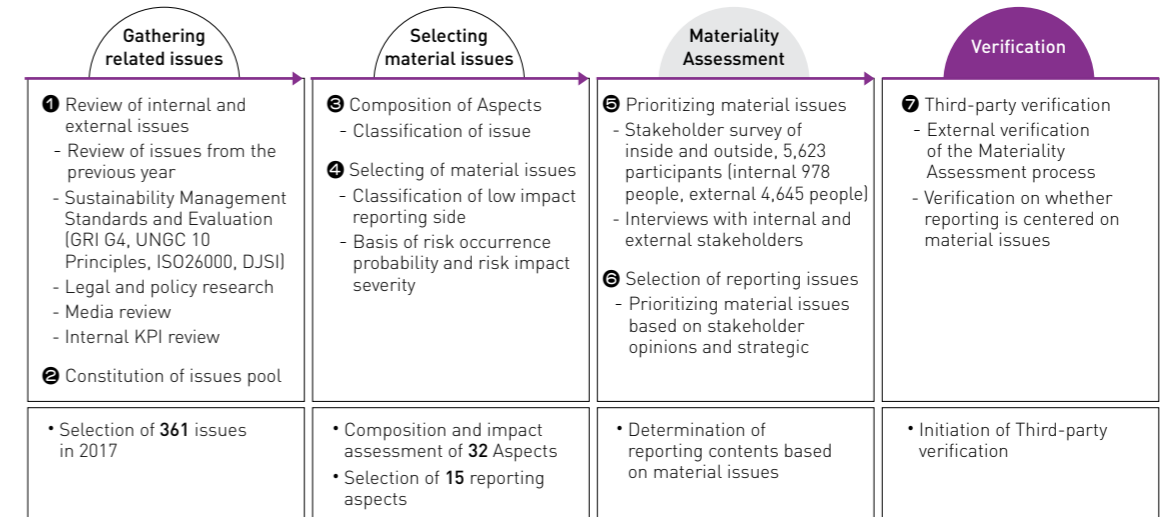 Gathering
related issues
❶ Review of internal and
external issues
- Review of issues from the
previous year
- Sustainability Management
Standards and Evaluation
(GRI G4, UNGC 10
Principles, ISO26000, DJSI)
- Legal and policy research
- Media review
- Internal KPI review
❷ Constitution of issues pool
• Selection of 361 issues
in 2017
Selecting
material issues
❸ Composition of Aspects
- Classification of issue
❹ Selecting of material issues
- Classification of low impact
reporting side
- Basis of risk occurrence
probability and risk impact
severity
• Composition and impact
assessment of 32 Aspects
• Selection of 15 reporting
aspects
Materiality
Assessment
❺ Prioritizing material issues
- Stakeholder survey of
inside and outside, 5,623
participants (internal 978
people, external 4,645 people)
- Interviews with internal and
external stakeholders
❻ Selection of reporting issues
- Prioritizing material issues
based on stakeholder
opinions and strategic
• Determination of
reporting contents based
on material issues
Verification
❼ Third-party verification
- External verification
of the Materiality
Assessment process
- Verification on whether
reporting is centered on
material issues
• Initiation of Third-party
verification